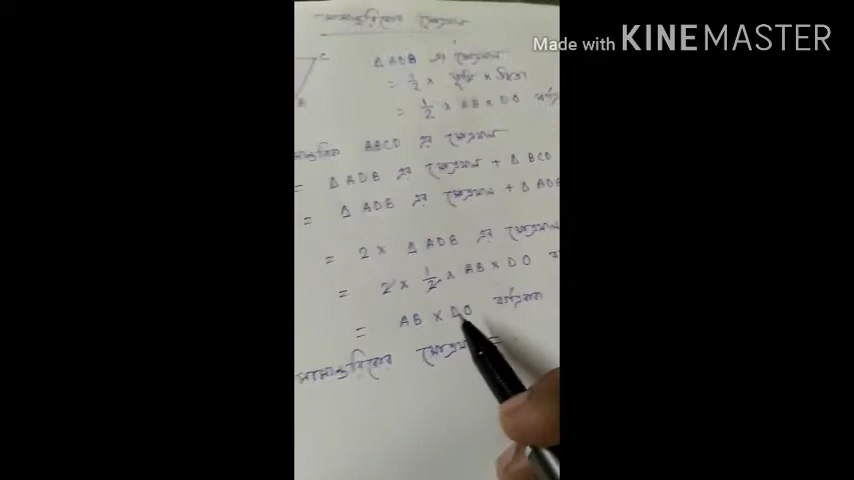 Made with KINEMASTER
সামান্তরিকের ক্ষেত্রফল
C
B
Δ ADB এর ক্ষেত্রফল
= 1/2 × ভূমি × উচ্চতা
= 1/2 × AB × DO
সামান্তরিক ABCD এর ক্ষেত্রফল
= Δ ADB এর ক্ষেত্রফল + Δ BCD
= Δ ADB এর ক্ষেত্রফল + Δ ADB
= 2 × Δ ADB এর ক্ষেত্রফল
= 2 × 1/2 × AB × DO
= AB × DO বর্গএকক
সামান্তরিকের ক্ষেত্রফল =